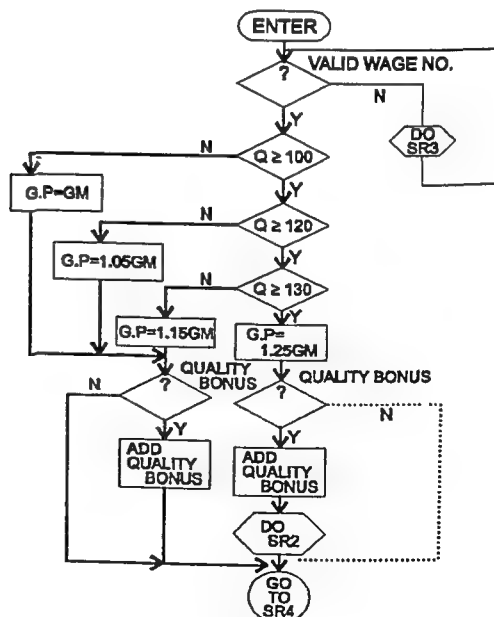 ENTER
?
VALID WAGE NO.
N
DO
SR3
Y
N
Q ≥ 100
G.P=GM
Y
N
Q ≥ 120
G.P=1.05GM
Y
N
Q ≥ 130
G.P=1.15GM
Y
G.P=
1.25GM
QUALITY
BONUS
N
?
QUALITY BONUS
?
N
Y
ADD
QUALITY
BONUS
Y
ADD
QUALITY
BONUS
DO
SR2
GO
TO
SR4